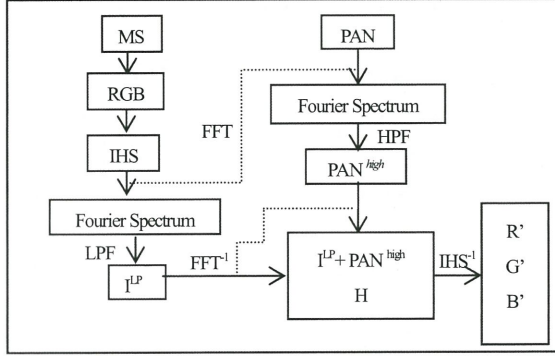 MS
PAN
RGB
Fourier Spectrum
FFT
HPF
IHS
PAN^high
Fourier Spectrum
LPF
I^LP
FFT^-1
I^LP + PAN^high
H
IHS^-1
R'
G'
B'